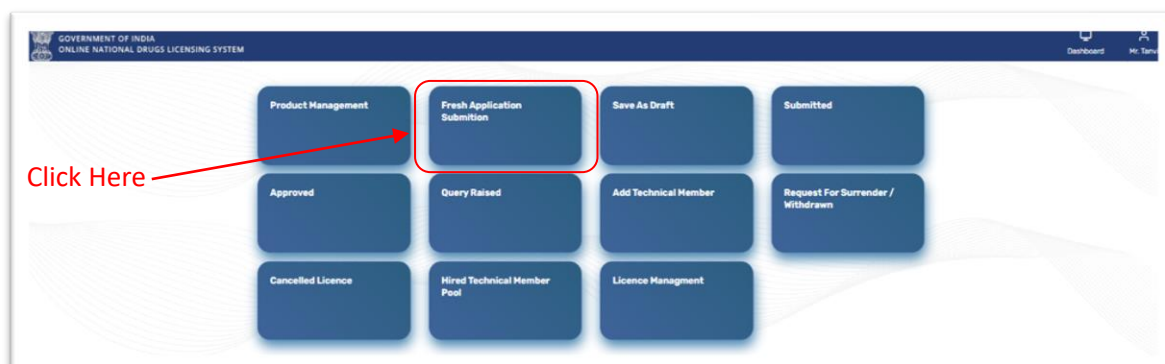 GOVERNMENT OF INDIA
ONLINE NATIONAL DRUGS LICENSING SYSTEM
Dashboard
Mr. Tanvi
Product Management
Fresh Application
Submition
Save As Draft
Submitted
Click Here
Approved
Query Raised
Add Technical Member
Request For Surrender /
Withdrawn
Cancelled Licence
Hired Technical Member
Pool
Licence Managment